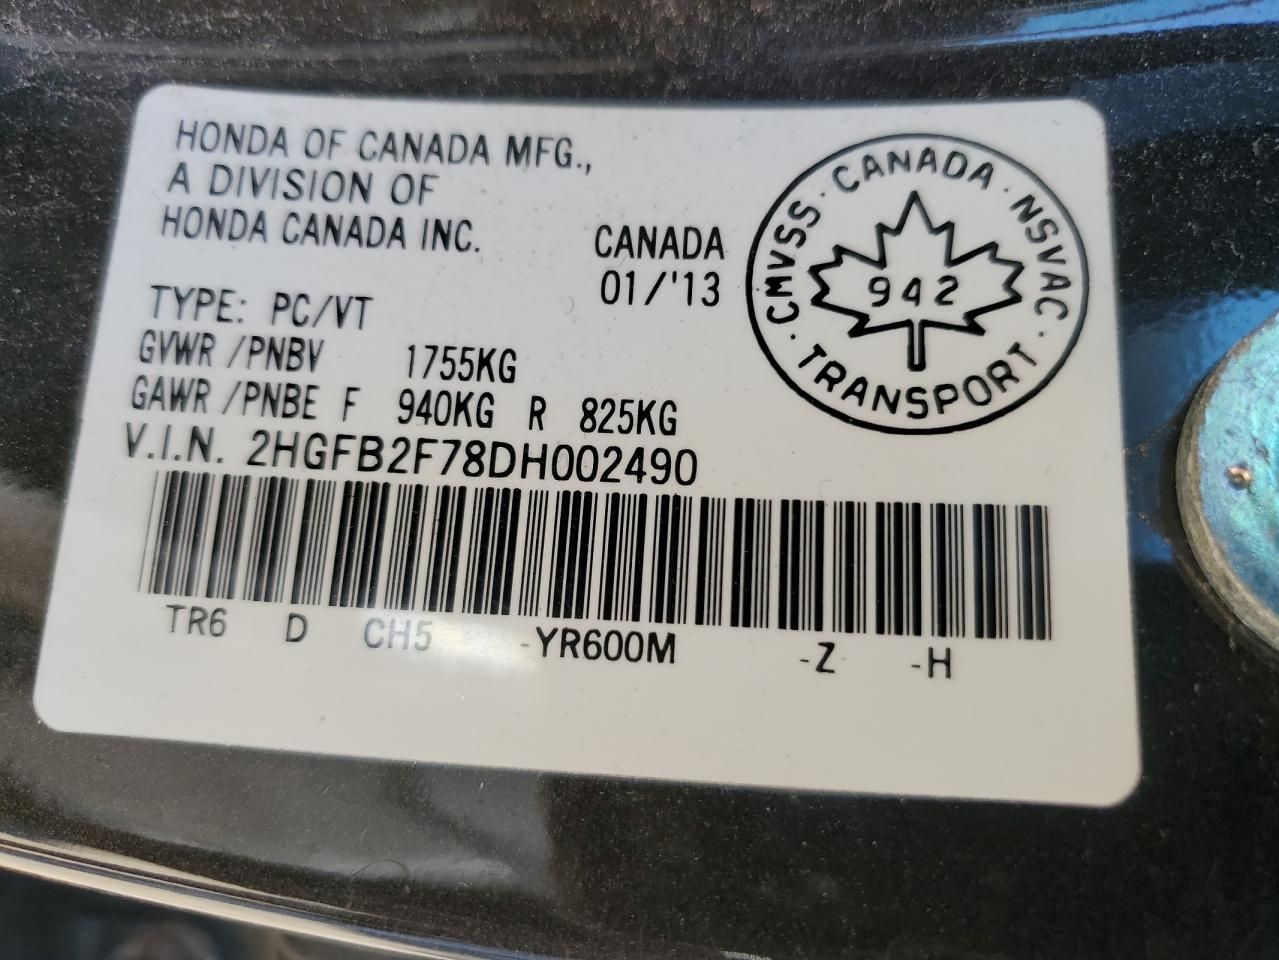 HONDA OF CANADA MFG.,
A DIVISION OF
HONDA CANADA INC.
CANADA
01/'13
CMVSS · CANADA · NSVAC · TRANSPORT ·
942
TYPE: PC/VT
GVWR /PNBV 1755KG
GAWR /PNBE F 940KG R 825KG
V.I.N. 2HGFB2F78DH002490
TR6 D CH5 -YR600M -Z -H